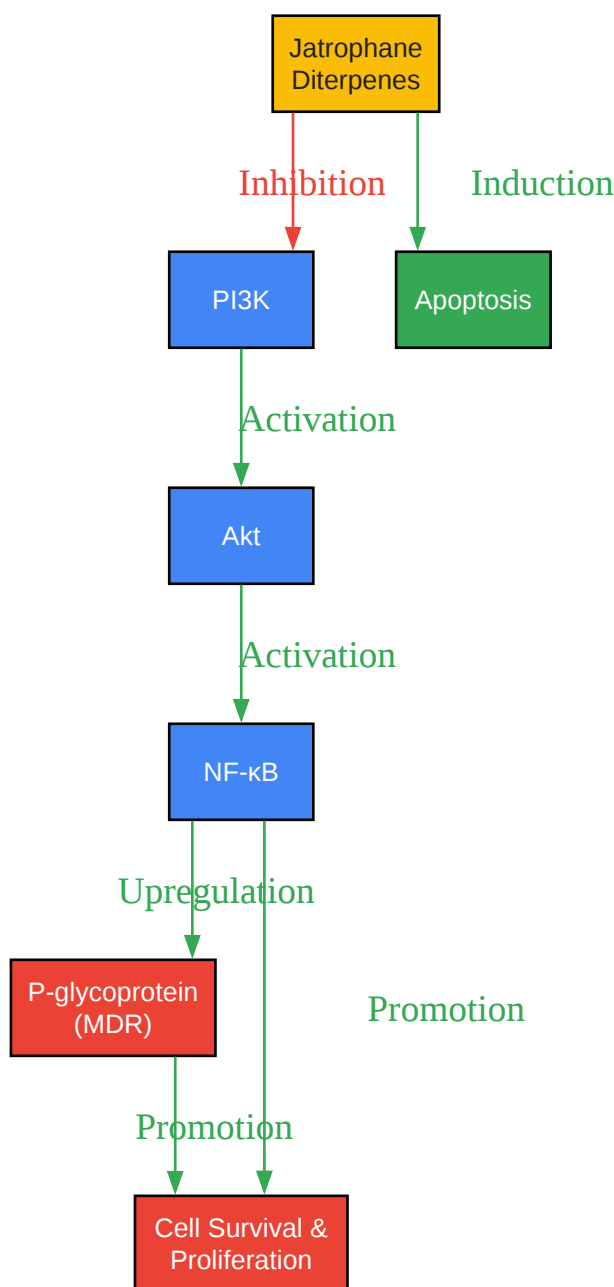 Jatrophane
Diterpenes
Inhibition
Induction
PI3K
Apoptosis
Activation
Akt
Activation
NF-κB
Upregulation
P-glycoprotein
(MDR)
Promotion
Promotion
Cell Survival &
Proliferation